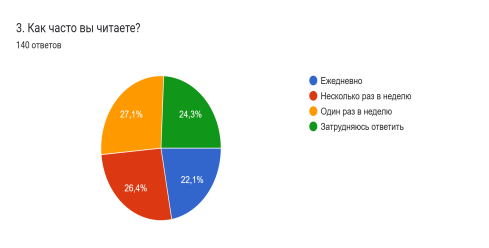 3. Как часто вы читаете?
140 ответов
Ежедневно
Несколько раз в неделю
Один раз в неделю
Затрудняюсь ответить
27,1%
24,3%
26,4%
22,1%